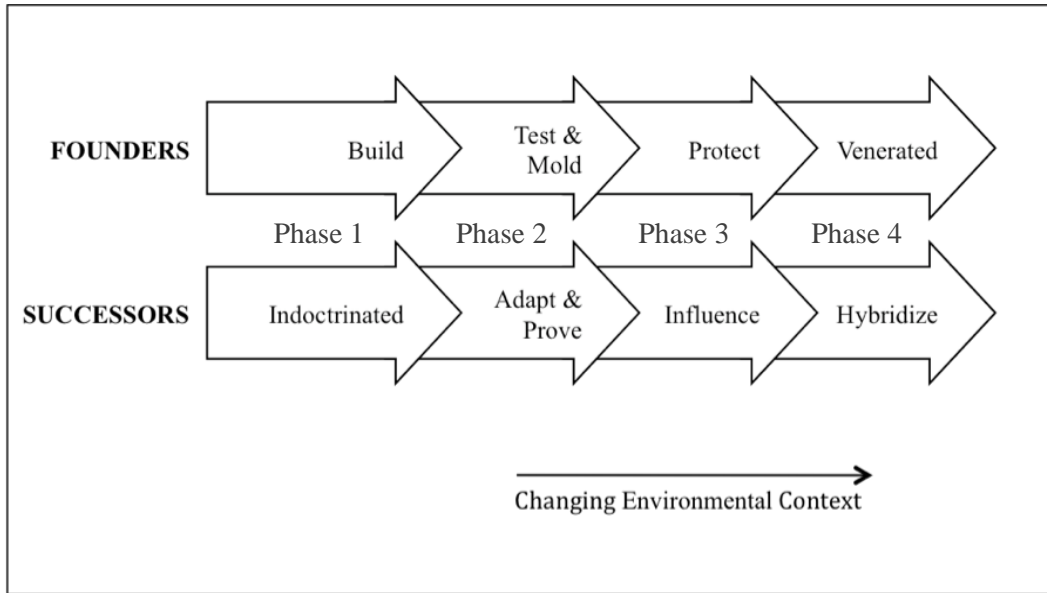 FOUNDERS
Build
Test &
Mold
Protect
Venerated
Phase 1
Phase 2
Phase 3
Phase 4
SUCCESSORS
Indoctrinated
Adapt &
Prove
Influence
Hybridize
Changing Environmental Context